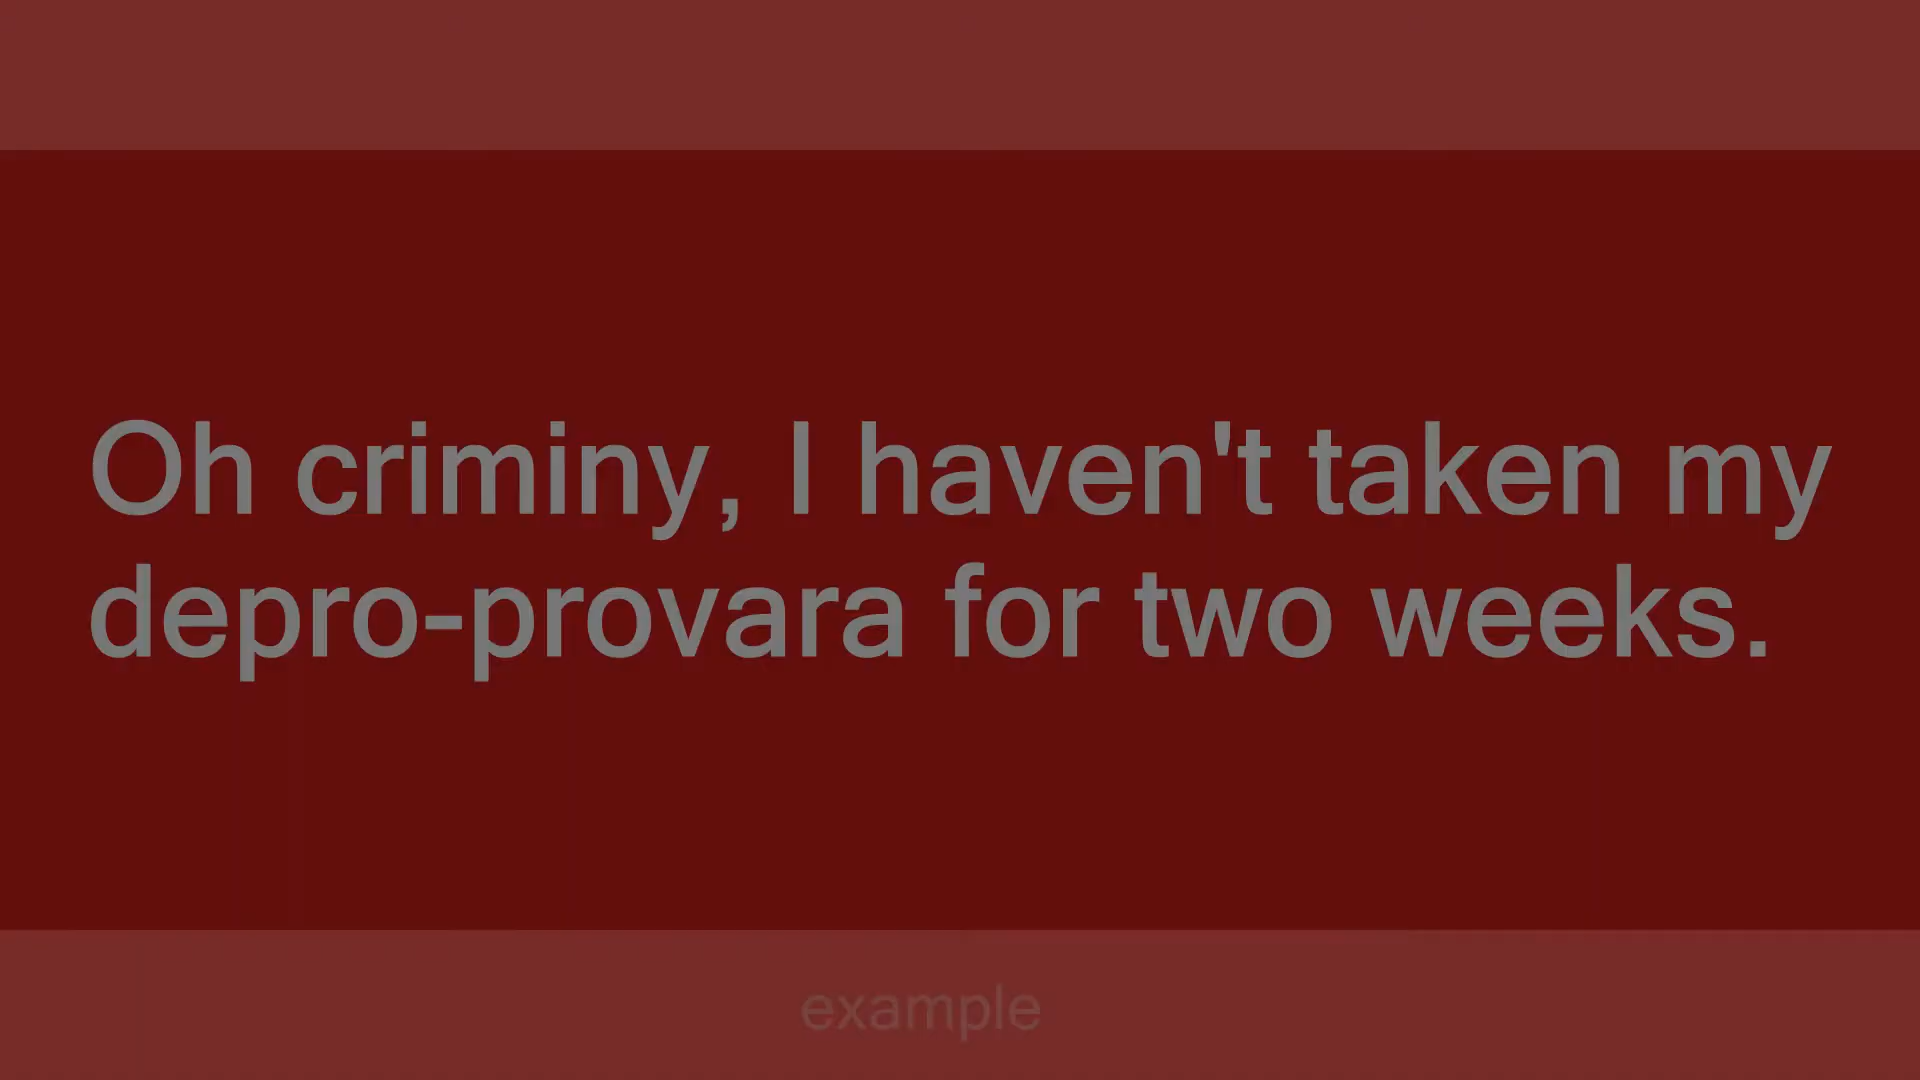 Oh criminy, I haven't taken my
depro-provara for two weeks.
example